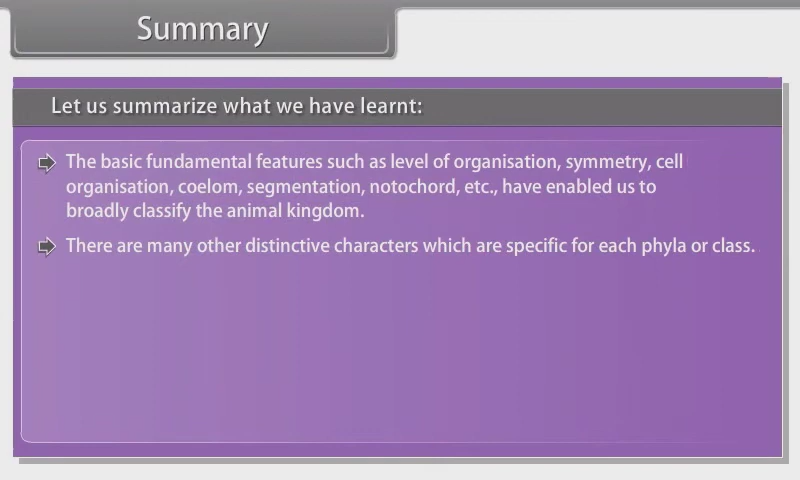 Summary
Let us summarize what we have learnt:
The basic fundamental features such as level of organisation, symmetry, cell
organisation, coelom, segmentation, notochord, etc., have enabled us to
broadly classify the animal kingdom.
There are many other distinctive characters which are specific for each phyla or class.